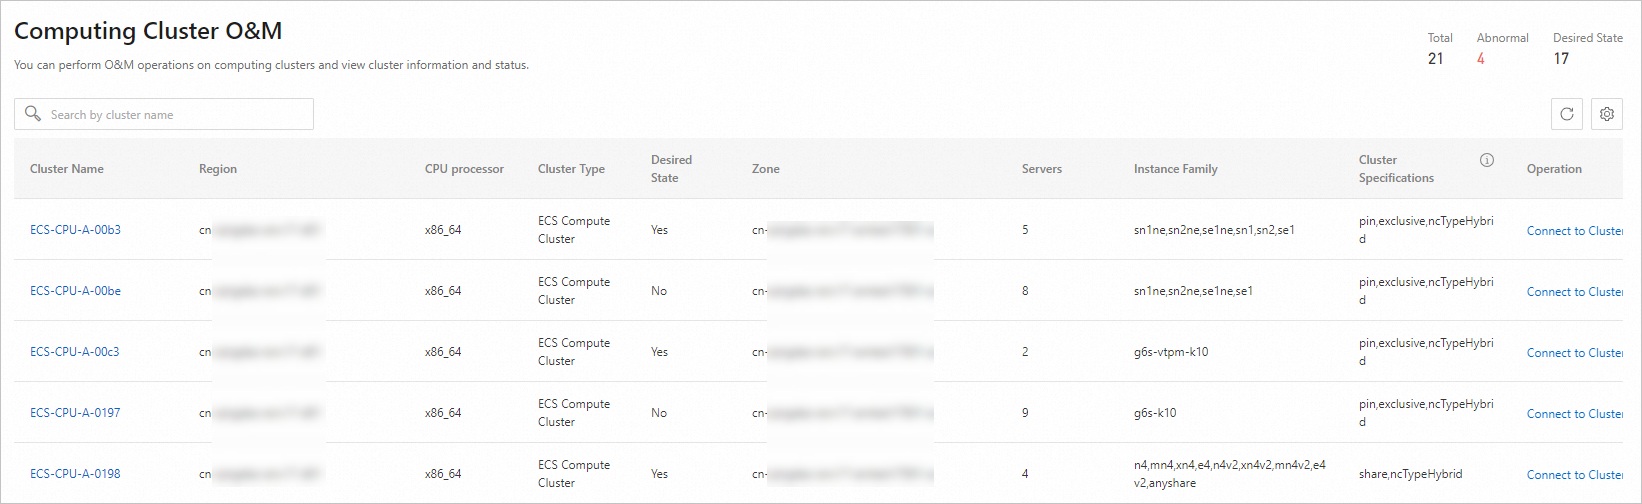 Computing Cluster O&M
You can perform O&M operations on computing clusters and view cluster information and status.
Total Abnormal Desired State
21 4 17
Search by cluster name
Cluster Name Region CPU processor Cluster Type Desired State Zone Servers Instance Family Cluster Specifications Operation
ECS-CPU-A-00b3 cn x86_64 ECS Compute Cluster Yes cn- 5 sn1ne,sn2ne,se1ne,sn1,sn2,se1 pin,exclusive,ncTypeHybrid Connect to Cluster
ECS-CPU-A-00be cn x86_64 ECS Compute Cluster No cn- 8 sn1ne,sn2ne,se1ne,se1 pin,exclusive,ncTypeHybrid Connect to Cluster
ECS-CPU-A-00c3 cn x86_64 ECS Compute Cluster Yes cn- 2 g6s-vtpm-k10 pin,exclusive,ncTypeHybrid Connect to Cluster
ECS-CPU-A-0197 cn x86_64 ECS Compute Cluster No cn- 9 g6s-k10 pin,exclusive,ncTypeHybrid Connect to Cluster
ECS-CPU-A-0198 cn x86_64 ECS Compute Cluster Yes cn- 4 n4,mn4,xn4,e4,n4v2,xn4v2,mn4v2,e4v2,anyshare share,ncTypeHybrid Connect to Cluster